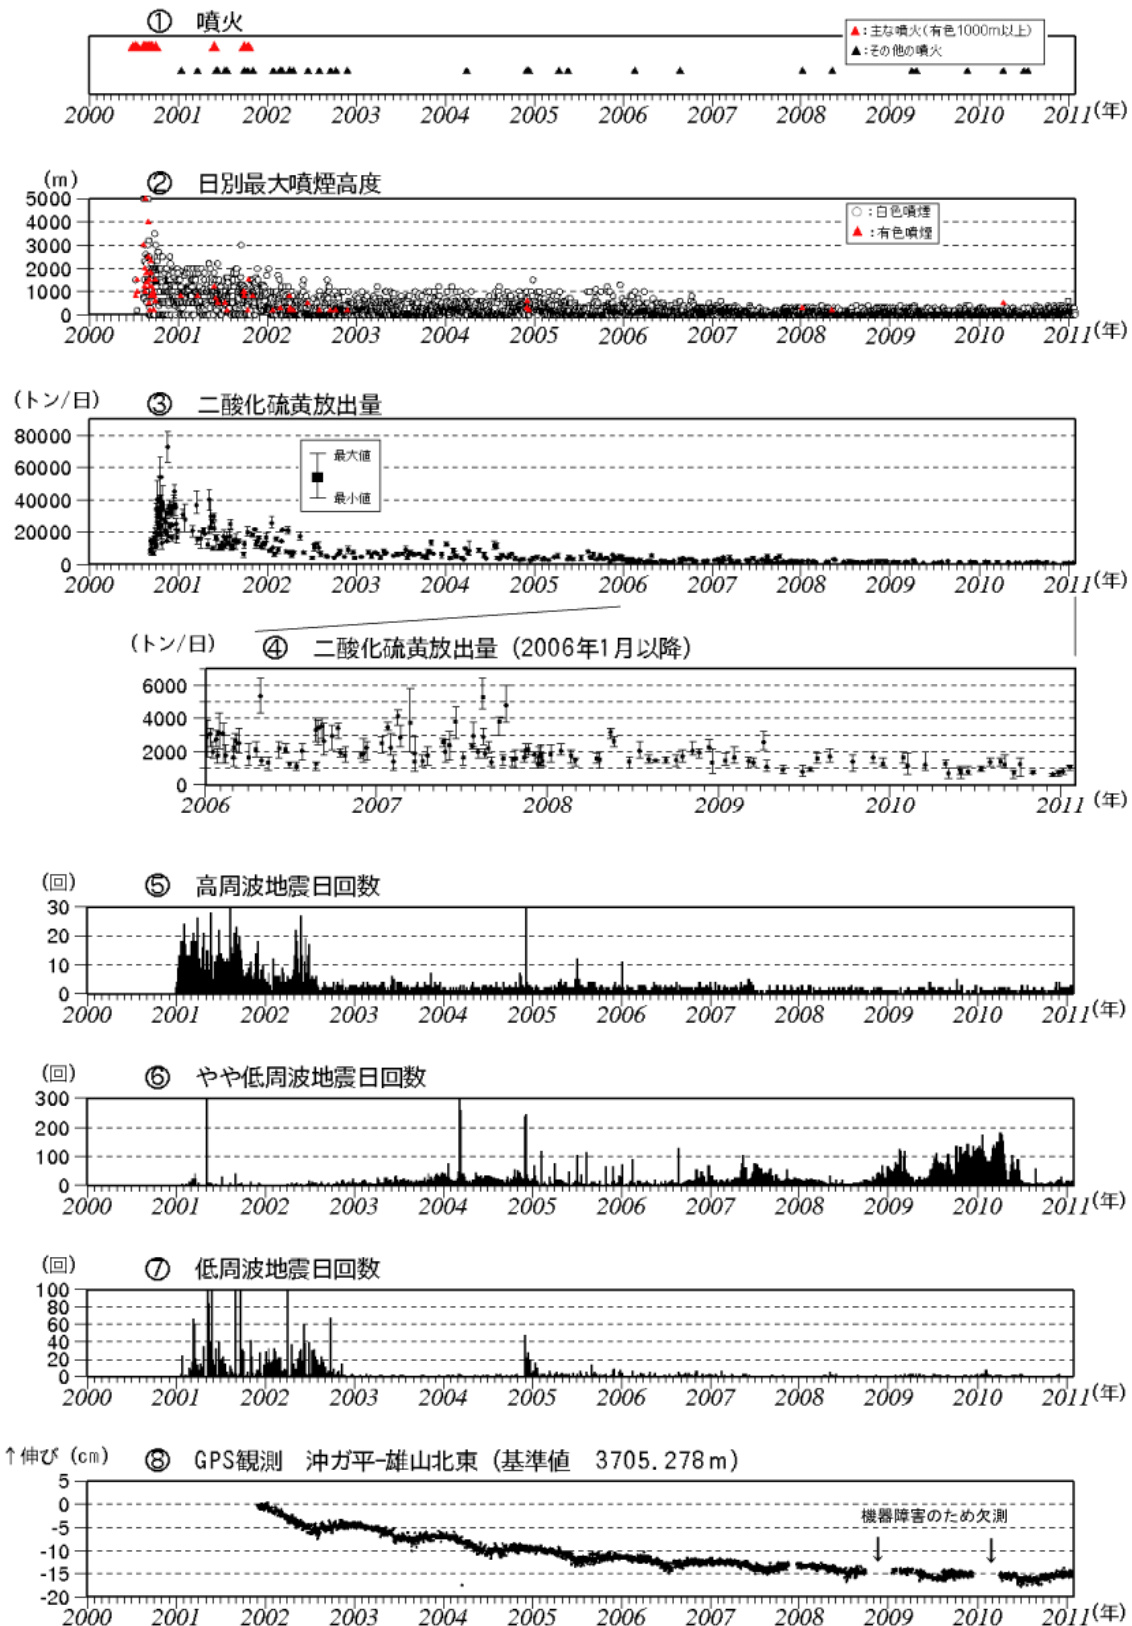 ① 噴火
▲:主な噴火(有色1000m以上)
▲:その他の噴火
2000 2001 2002 2003 2004 2005 2006 2007 2008 2009 2010 2011(年)
(m) ② 日別最大噴煙高度
○:白色噴煙
▲:有色噴煙
5000
4000
3000
2000
1000
0
2000 2001 2002 2003 2004 2005 2006 2007 2008 2009 2010 2011(年)
(トン/日) ③ 二酸化硫黄放出量
最大値
最小値
80000
60000
40000
20000
0
2000 2001 2002 2003 2004 2005 2006 2007 2008 2009 2010 2011(年)
(トン/日) ④ 二酸化硫黄放出量(2006年1月以降)
6000
4000
2000
0
2006 2007 2008 2009 2010 2011(年)
(回) ⑤ 高周波地震日回数
30
20
10
0
2000 2001 2002 2003 2004 2005 2006 2007 2008 2009 2010 2011(年)
(回) ⑥ やや低周波地震日回数
300
200
100
0
2000 2001 2002 2003 2004 2005 2006 2007 2008 2009 2010 2011(年)
(回) ⑦ 低周波地震日回数
100
80
60
40
20
0
2000 2001 2002 2003 2004 2005 2006 2007 2008 2009 2010 2011(年)
↑伸び(cm) ⑧ GPS観測 沖ガ平-雄山北東(基準値 3705.278m)
機器障害のため欠測
5
0
-5
-10
-15
-20
2000 2001 2002 2003 2004 2005 2006 2007 2008 2009 2010 2011(年)